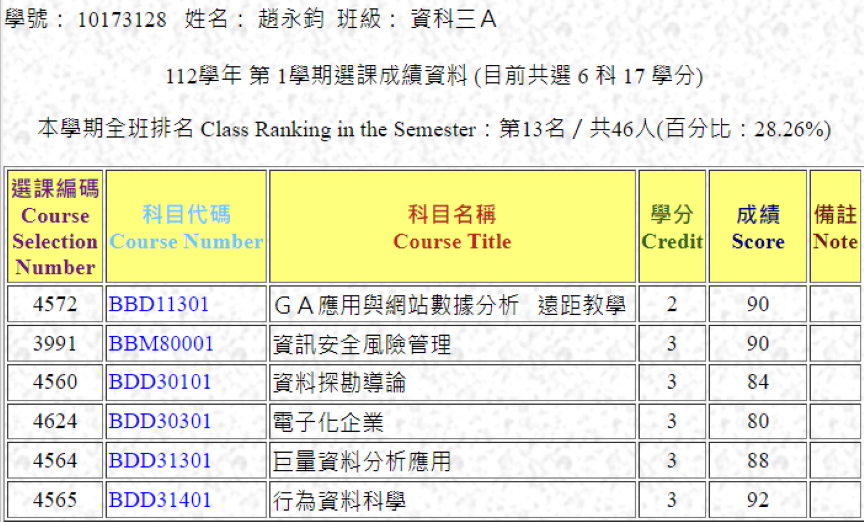 學號： 10173128 姓名： 趙永鈞 班級： 資科三Ａ
112學年 第 1學期選課成績資料 (目前共選 6 科 17 學分)
本學期全班排名 Class Ranking in the Semester：第13名 / 共46人(百分比：28.26%)
選課編碼 Course Selection Number 科目代碼 Course Number 科目名稱 Course Title 學分 Credit 成績 Score 備註 Note
4572 BBD11301 ＧＡ應用與網站數據分析 遠距教學 2 90
3991 BBM80001 資訊安全風險管理 3 90
4560 BDD30101 資料探勘導論 3 84
4624 BDD30301 電子化企業 3 80
4564 BDD31301 巨量資料分析應用 3 88
4565 BDD31401 行為資料科學 3 92